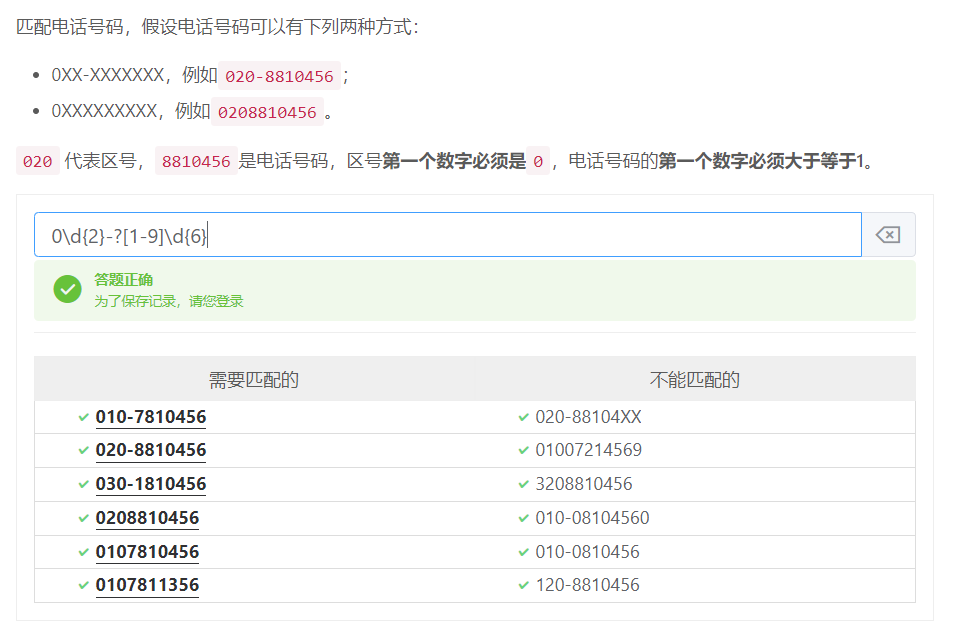 匹配电话号码，假设电话号码可以有下列两种方式：
• 0XX-XXXXXXX，例如 020-8810456；
• 0XXXXXXXXX，例如 0208810456。
020 代表区号，8810456 是电话号码，区号第一个数字必须是 0，电话号码的第一个数字必须大于等于1。
0\d{2}-?[1-9]\d{6}
答题正确
为了保存记录，请您登录
需要匹配的 不能匹配的
010-7810456 020-88104XX
020-8810456 01007214569
030-1810456 3208810456
0208810456 010-08104560
0107810456 010-0810456
0107811356 120-8810456